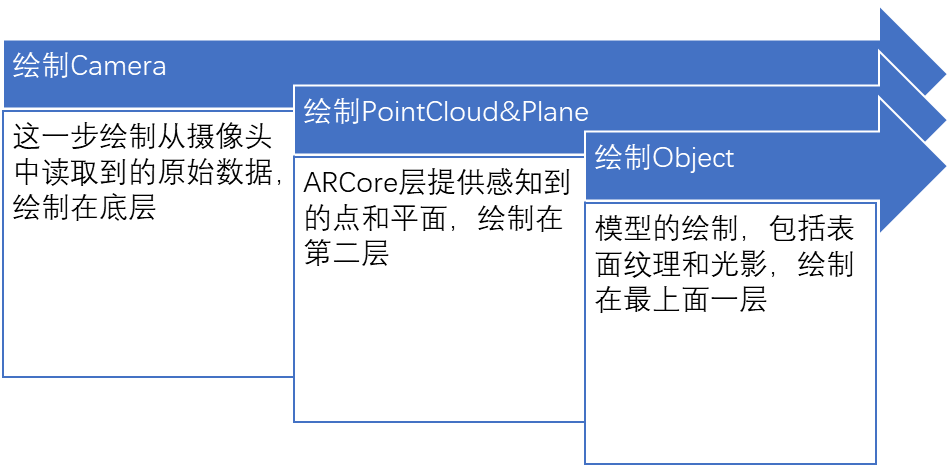 绘制Camera
这一步绘制从摄像头
中读取到的原始数据，
绘制在底层
绘制PointCloud&Plane
ARCore层提供感知到
的点和平面，绘制在
第二层
绘制Object
模型的绘制，包括表
面纹理和光影，绘制
在最上面一层